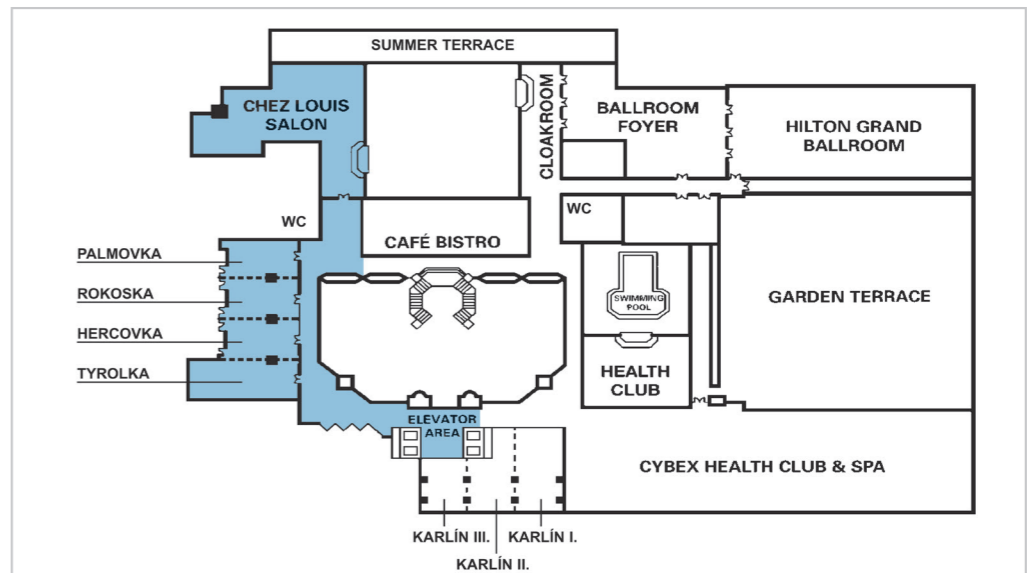 SUMMER TERRACE
CHEZ LOUIS
SALON
CLOAKROOM
BALLROOM
FOYER
HILTON GRAND
BALLROOM
WC
WC
CAFÉ BISTRO
PALMOVKA
ROKOSKA
HERCOVKA
TYROLKA
SWIMMING
POOL
GARDEN TERRACE
HEALTH
CLUB
ELEVATOR
AREA
CYBEX HEALTH CLUB & SPA
KARLÍN III.
KARLÍN I.
KARLÍN II.